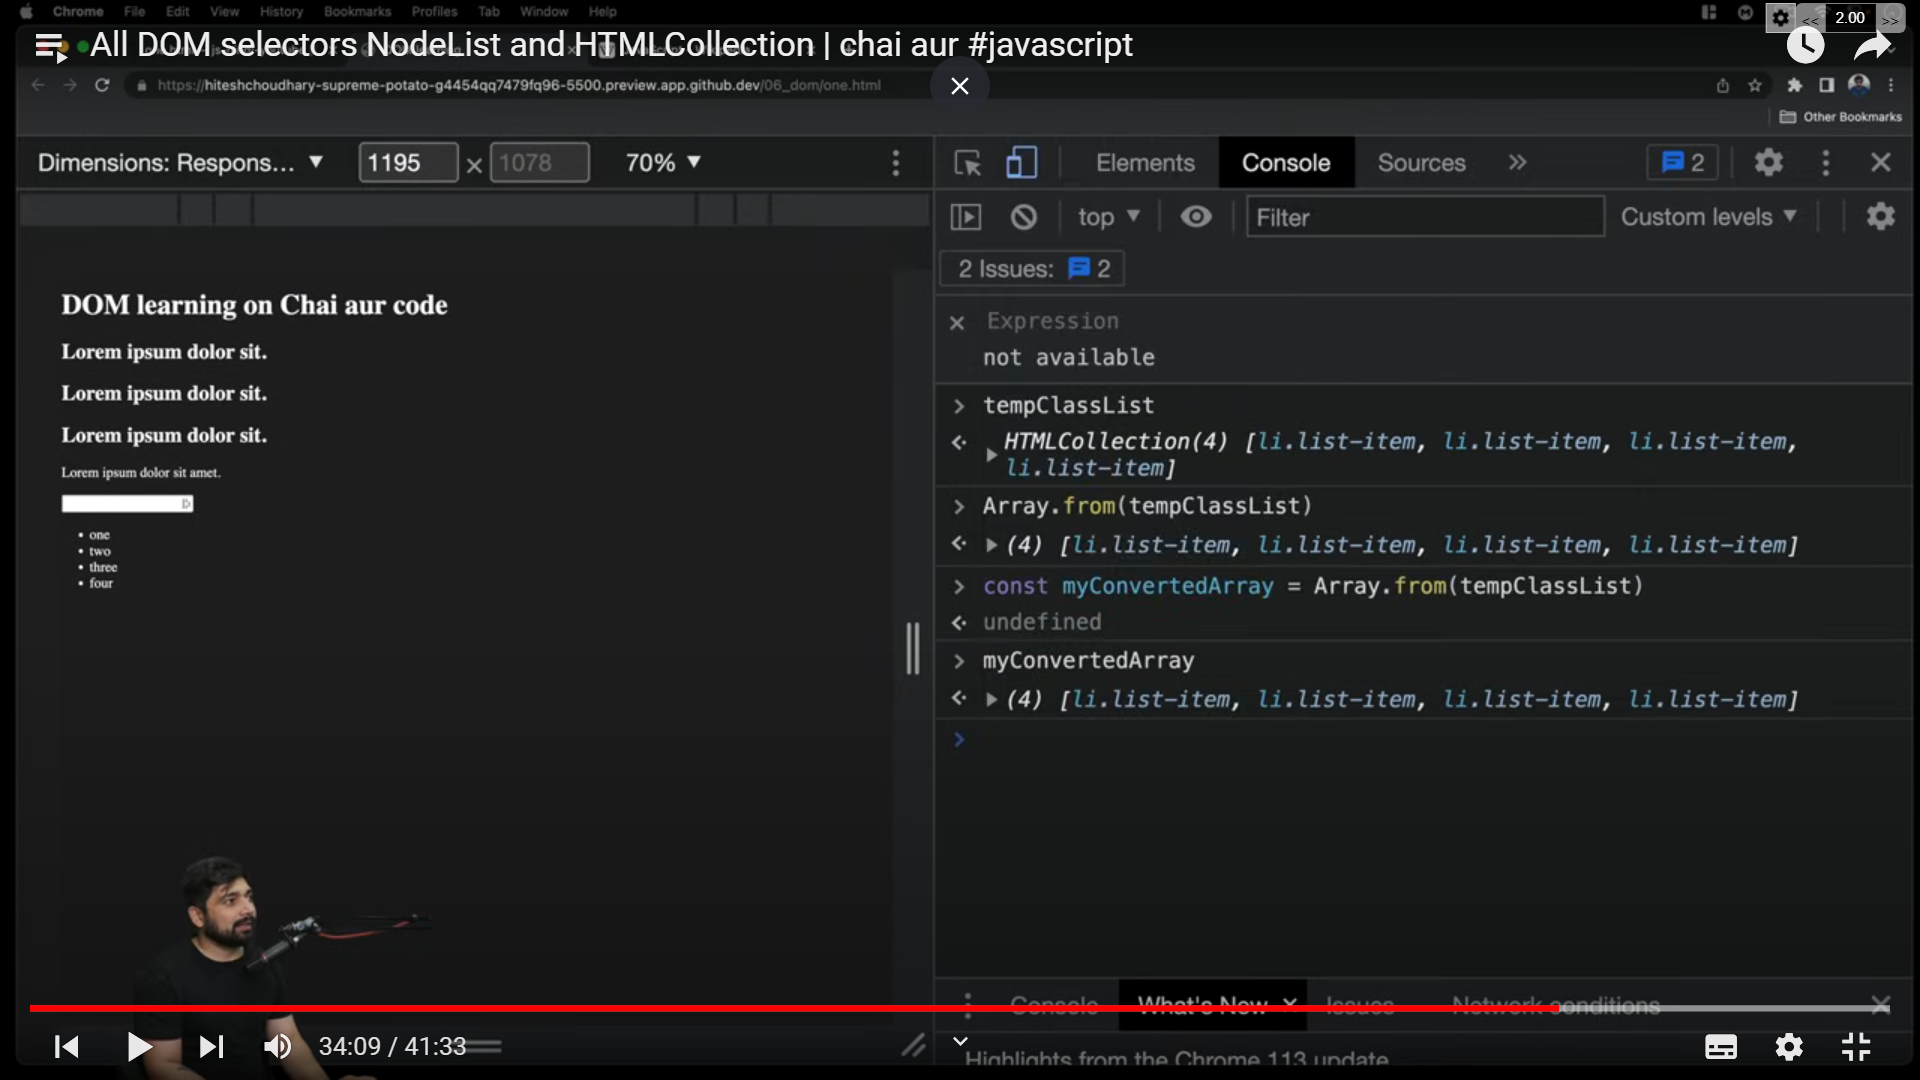 Chrome File Edit View History Bookmarks Profiles Tab Window Help
<< 2.00 >>
All DOM selectors NodeList and HTMLCollection | chai aur #javascript
https://hiteshchoudhary-supreme-potato-g4454qq7479fq96-5500.preview.app.github.dev/06_dom/one.html
Other Bookmarks
Dimensions: Respons... ▼ 1195 × 1078 70% ▼
Elements Console Sources » 2
top ▼ Filter Custom levels ▼
2 Issues: 2
DOM learning on Chai aur code
Lorem ipsum dolor sit.
Lorem ipsum dolor sit.
Lorem ipsum dolor sit.
Lorem ipsum dolor sit amet.
• one
• two
• three
• four
Expression
not available
tempClassList
HTMLCollection(4) [li.list-item, li.list-item, li.list-item,
li.list-item]
Array.from(tempClassList)
(4) [li.list-item, li.list-item, li.list-item, li.list-item]
const myConvertedArray = Array.from(tempClassList)
undefined
myConvertedArray
(4) [li.list-item, li.list-item, li.list-item, li.list-item]
Console What's New Issues Network conditions
34:09 / 41:33
Highlights from the Chrome 113 update